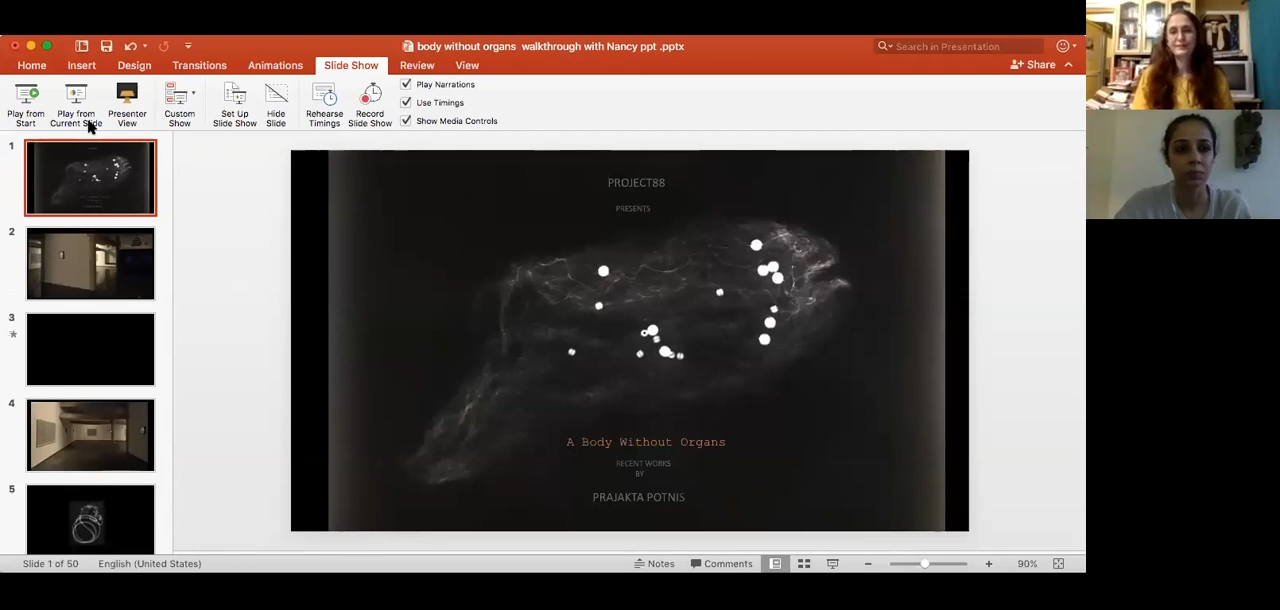 body without organs  walkthrough with Nancy ppt .pptx
Search in Presentation
Home Insert Design Transitions Animations Slide Show Review View
Share
Play from Start
Play from Current Slide
Presenter View
Custom Show
Set Up Slide Show
Hide Slide
Rehearse Timings
Record Slide Show
Play Narrations
Use Timings
Show Media Controls
1
2
3
4
5
PROJECT88
PRESENTS
A Body Without Organs
RECENT WORKS
BY
PRAJAKTA POTNIS
Slide 1 of 50 English (United States) Notes Comments 90%